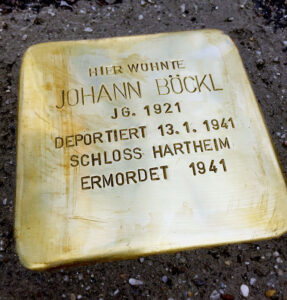 HIER WOHNTE
JOHANN BÖCKL
JG. 1921
DEPORTIERT 13.1.1941
SCHLOSS HARTHEIM
ERMORDET 1941